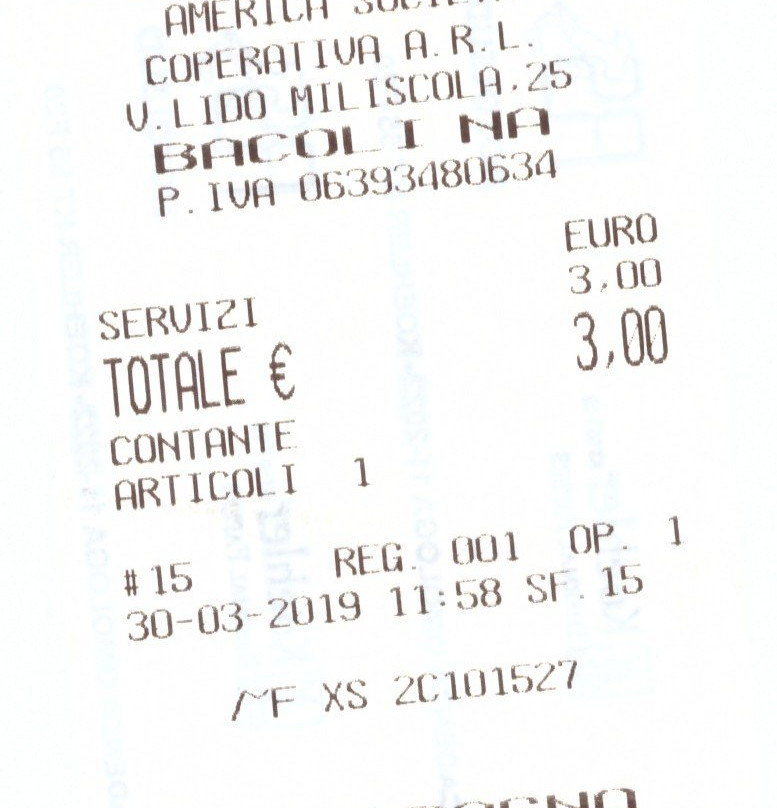 AMERICA
COPERATIVA A.R.L.
V.LIDO MILISCOLA,25
BACOLI NA
P.IVA 06393480634
EURO
SERVIZI 3,00
TOTALE € 3,00
CONTANTE
ARTICOLI 1
#15 REG. 001 OP. 1
30-03-2019 11:58 SF.15
F XS 2C101527